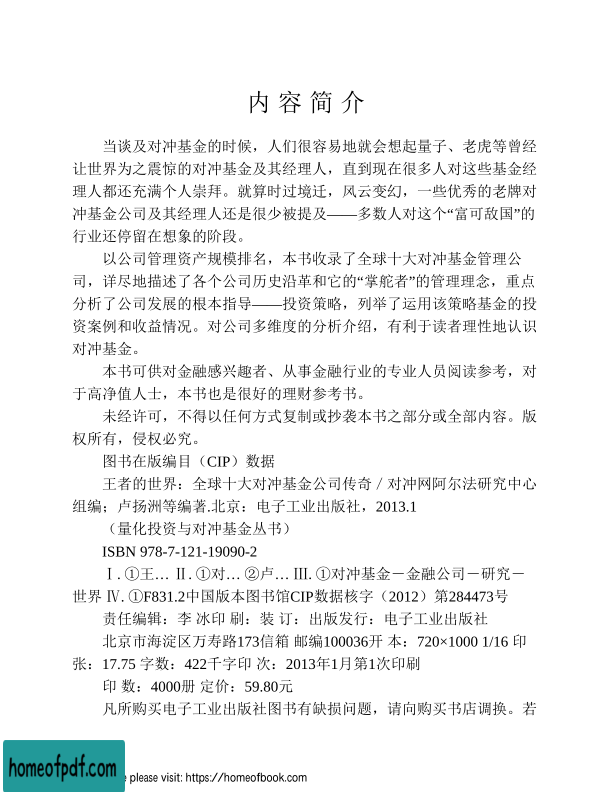 内 容 简 介
当谈及对冲基金的时候，人们很容易地就会想起量子、老虎等曾经
让世界为之震惊的对冲基金及其经理人，直到现在很多人对这些基金经
理人都还充满个人崇拜。就算时过境迁，风云变幻，一些优秀的老牌对
冲基金公司及其经理人还是很少被提及——多数人对这个“富可敌国”的
行业还停留在想象的阶段。
以公司管理资产规模排名，本书收录了全球十大对冲基金管理公
司，详尽地描述了各个公司历史沿革和它的“掌舵者”的管理理念，重点
分析了公司发展的根本指导——投资策略，列举了运用该策略基金的投
资案例和收益情况。对公司多维度的分析介绍，有利于读者理性地认识
对冲基金。
本书可供对金融感兴趣者、从事金融行业的专业人员阅读参考，对
于高净值人士，本书也是很好的理财参考书。
未经许可，不得以任何方式复制或抄袭本书之部分或全部内容。版
权所有，侵权必究。
图书在版编目（CIP）数据
王者的世界：全球十大对冲基金公司传奇／对冲网阿尔法研究中心
组编；卢扬洲等编著.北京：电子工业出版社，2013.1
（量化投资与对冲基金丛书）
ISBN 978-7-121-19090-2
Ⅰ. ①王… Ⅱ. ①对… ②卢… Ⅲ. ①对冲基金－金融公司－研究－
世界 Ⅳ. ①F831.2中国版本图书馆CIP数据核字（2012）第284473号
责任编辑：李 冰印 刷：装 订：出版发行：电子工业出版社
北京市海淀区万寿路173信箱 邮编100036开 本：720×1000 1/16 印
张：17.75 字数：422千字印 次：2013年1月第1次印刷
印 数：4000册 定价：59.80元
凡所购买电子工业出版社图书有缺损问题，请向购买书店调换。若
homeofpdf.com
please visit: https://homeofbook.com